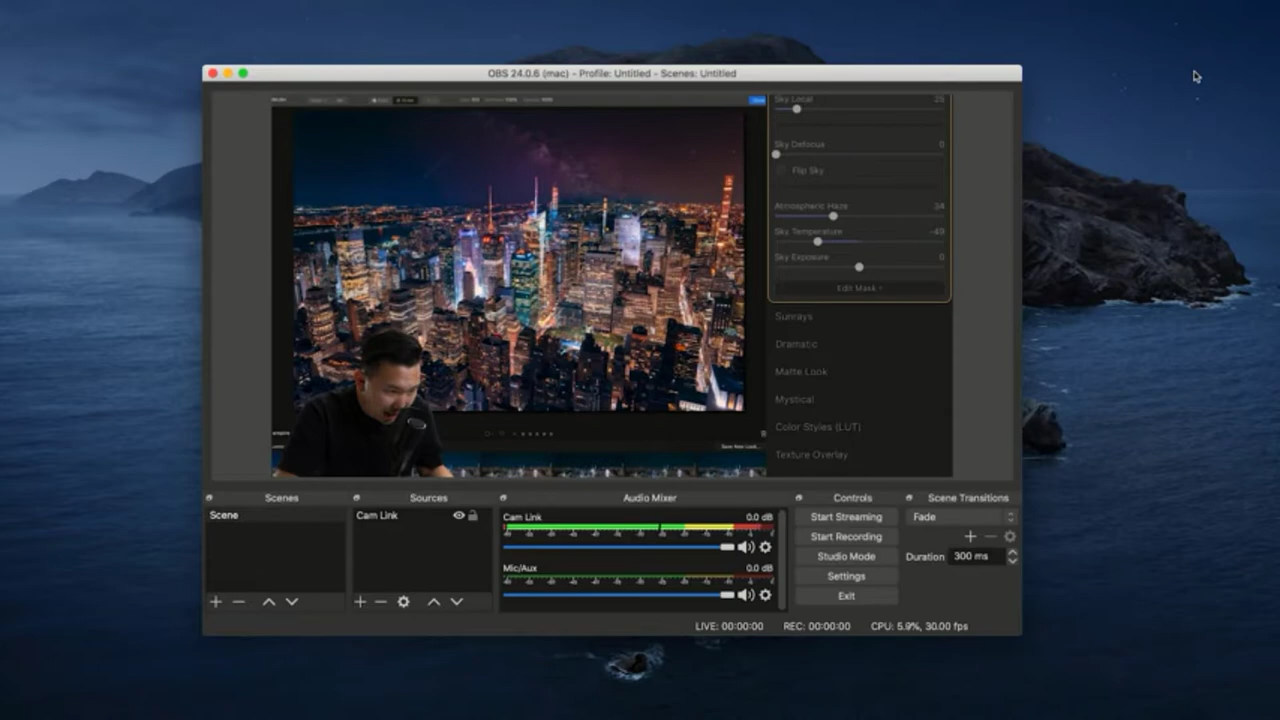 OBS 24.0.6 (mac) - Profile: Untitled - Scenes: Untitled
Sky Local 25
Sky Defocus 0
Flip Sky
Atmospheric Haze 34
Sky Temperature -49
Sky Exposure 0
Edit Mask
Sunrays
Dramatic
Matte Look
Mystical
Color Styles (LUT)
Texture Overlay
Scenes
Sources
Audio Mixer
Controls
Scene Transitions
Scene
Cam Link
Cam Link 0.0 dB
Mic/Aux 0.0 dB
Start Streaming
Start Recording
Studio Mode
Settings
Exit
Fade
Duration 300 ms
LIVE: 00:00:00 REC: 00:00:00 CPU: 5.9%, 30.00 fps